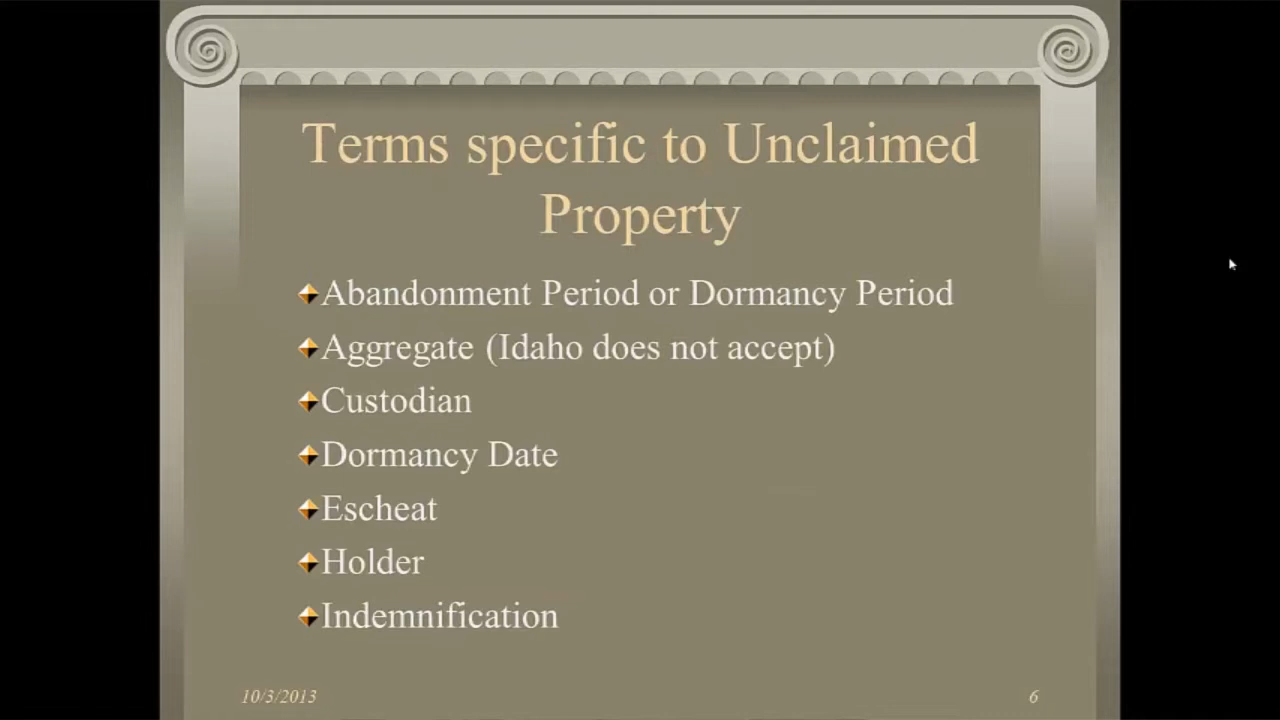 Terms specific to Unclaimed
Property
Abandonment Period or Dormancy Period
Aggregate (Idaho does not accept)
Custodian
Dormancy Date
Escheat
Holder
Indemnification
10/3/2013
6